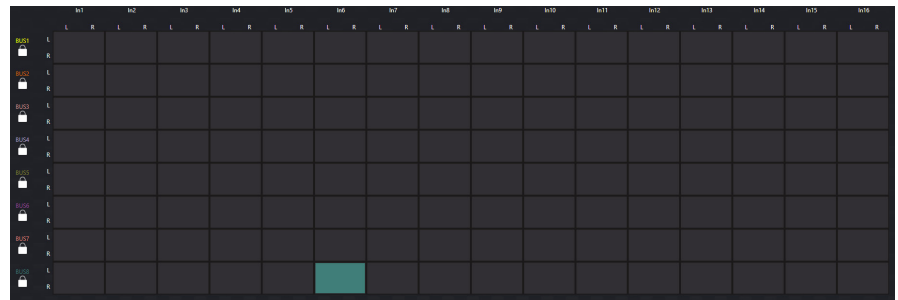 In1 In2 In3 In4 In5 In6 In7 In8 In9 In10 In11 In12 In13 In14 In15 In16
L R L R L R L R L R L R L R L R L R L R L R L R L R L R L R L R
BUS1 L
R
BUS2 L
R
BUS3 L
R
BUS4 L
R
BUS5 L
R
BUS6 L
R
BUS7 L
R
BUS8 L
R